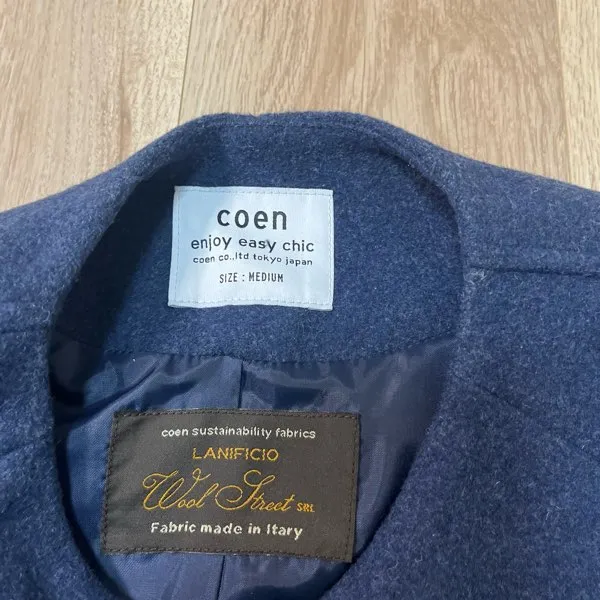 coen
enjoy easy chic
coen co.,ltd tokyo japan
SIZE : MEDIUM
coen sustainability fabrics
LANIFICIO
Wool Street SRL
Fabric made in Itary